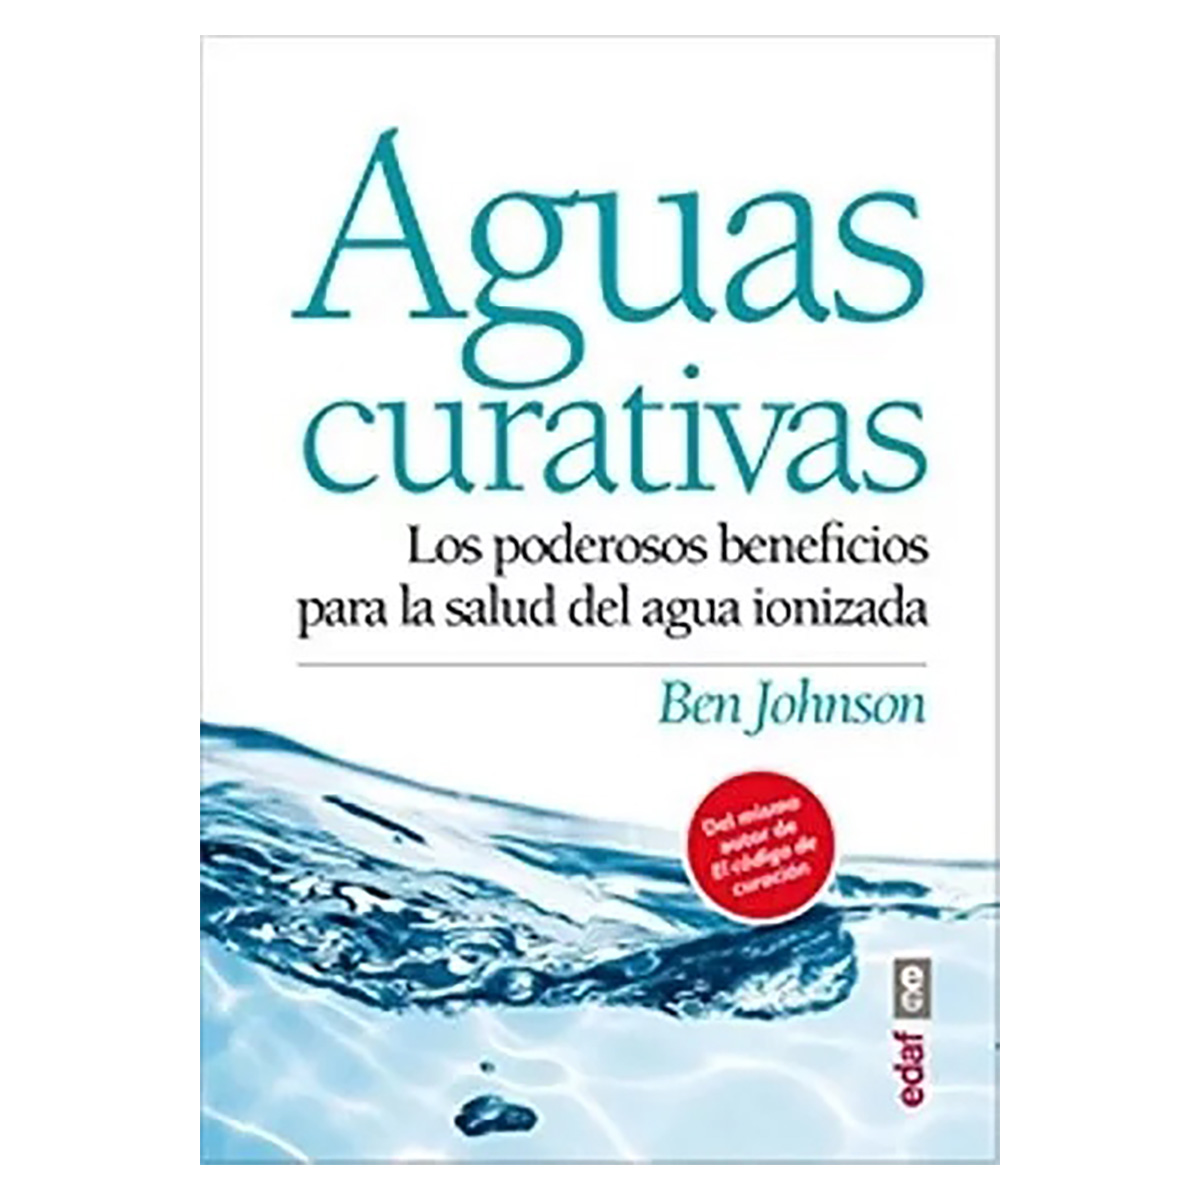 Aguas
curativas
Los poderosos beneficios
para la salud del agua ionizada
Ben Johnson
Del mismo
autor de
El código de
curación
edaf